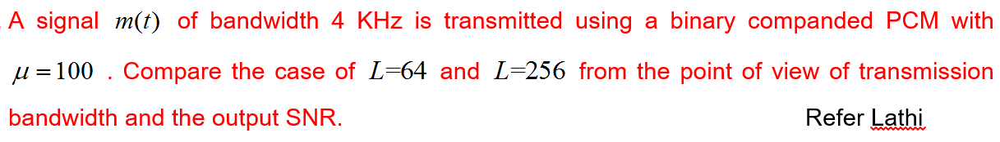 A signal m(t) of bandwidth 4 KHz is transmitted using a binary companded PCM with
μ = 100 . Compare the case of L=64 and L=256 from the point of view of transmission
bandwidth and the output SNR. Refer Lathi